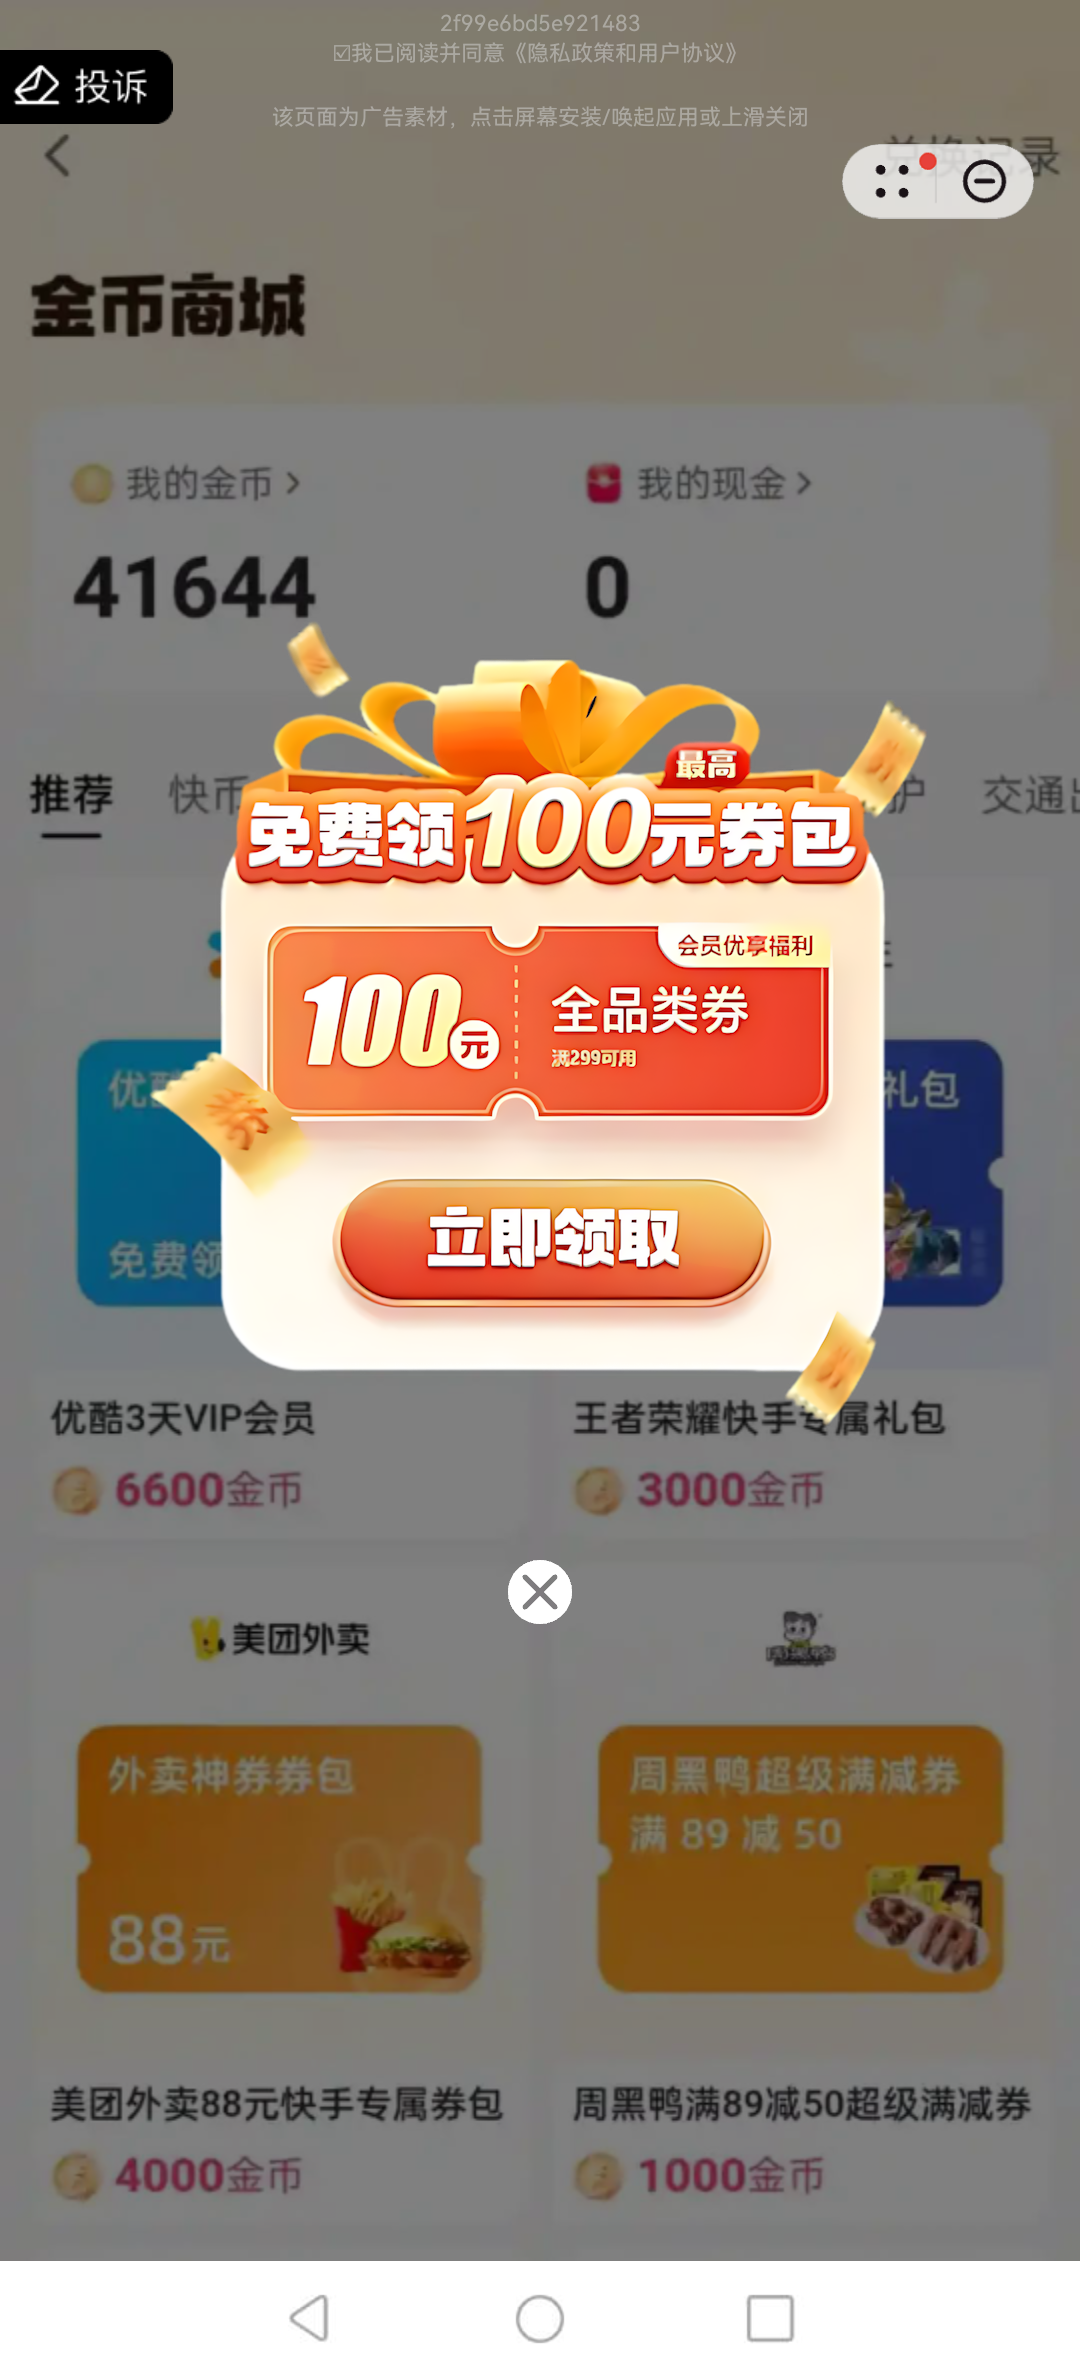 2f99e6bd5e921483
☑我已阅读并同意《隐私政策和用户协议》
投诉
该页面为广告素材，点击屏幕安装/唤起应用或上滑关闭
兑换记录
金币商城
我的金币
我的现金
41644
0
推荐
快币
护
交通出
最高
免费领100元券包
会员优享福利
100元
全品类券
满299可用
优酷
礼包
免费领
立即领取
优酷3天VIP会员
王者荣耀快手专属礼包
6600金币
3000金币
美团外卖
周黑鸭
外卖神券券包
88元
周黑鸭超级满减券
满 89 减 50
美团外卖88元快手专属券包
周黑鸭满89减50超级满减券
4000金币
1000金币